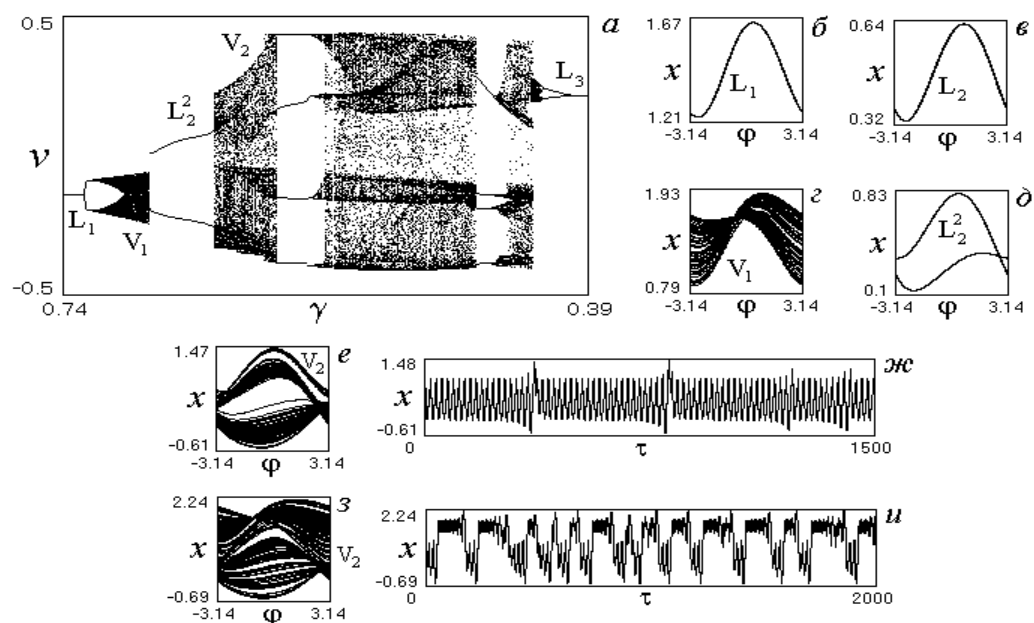 0.5
a
V₂
L₃
L₂²
ν
L₁
V₁
-0.5
0.74
γ
0.39
1.67
б
x
L₁
1.21
-3.14
φ
3.14
0.64
в
x
L₂
0.32
-3.14
φ
3.14
1.93
г
x
V₁
0.79
-3.14
φ
3.14
0.83
д
x
L₂²
0.1
-3.14
φ
3.14
1.47
е
V₂
x
-0.61
-3.14
φ
3.14
1.48
ж
x
-0.61
0
τ
1500
2.24
з
x
V₂
-0.69
-3.14
φ
3.14
2.24
и
x
-0.69
0
τ
2000